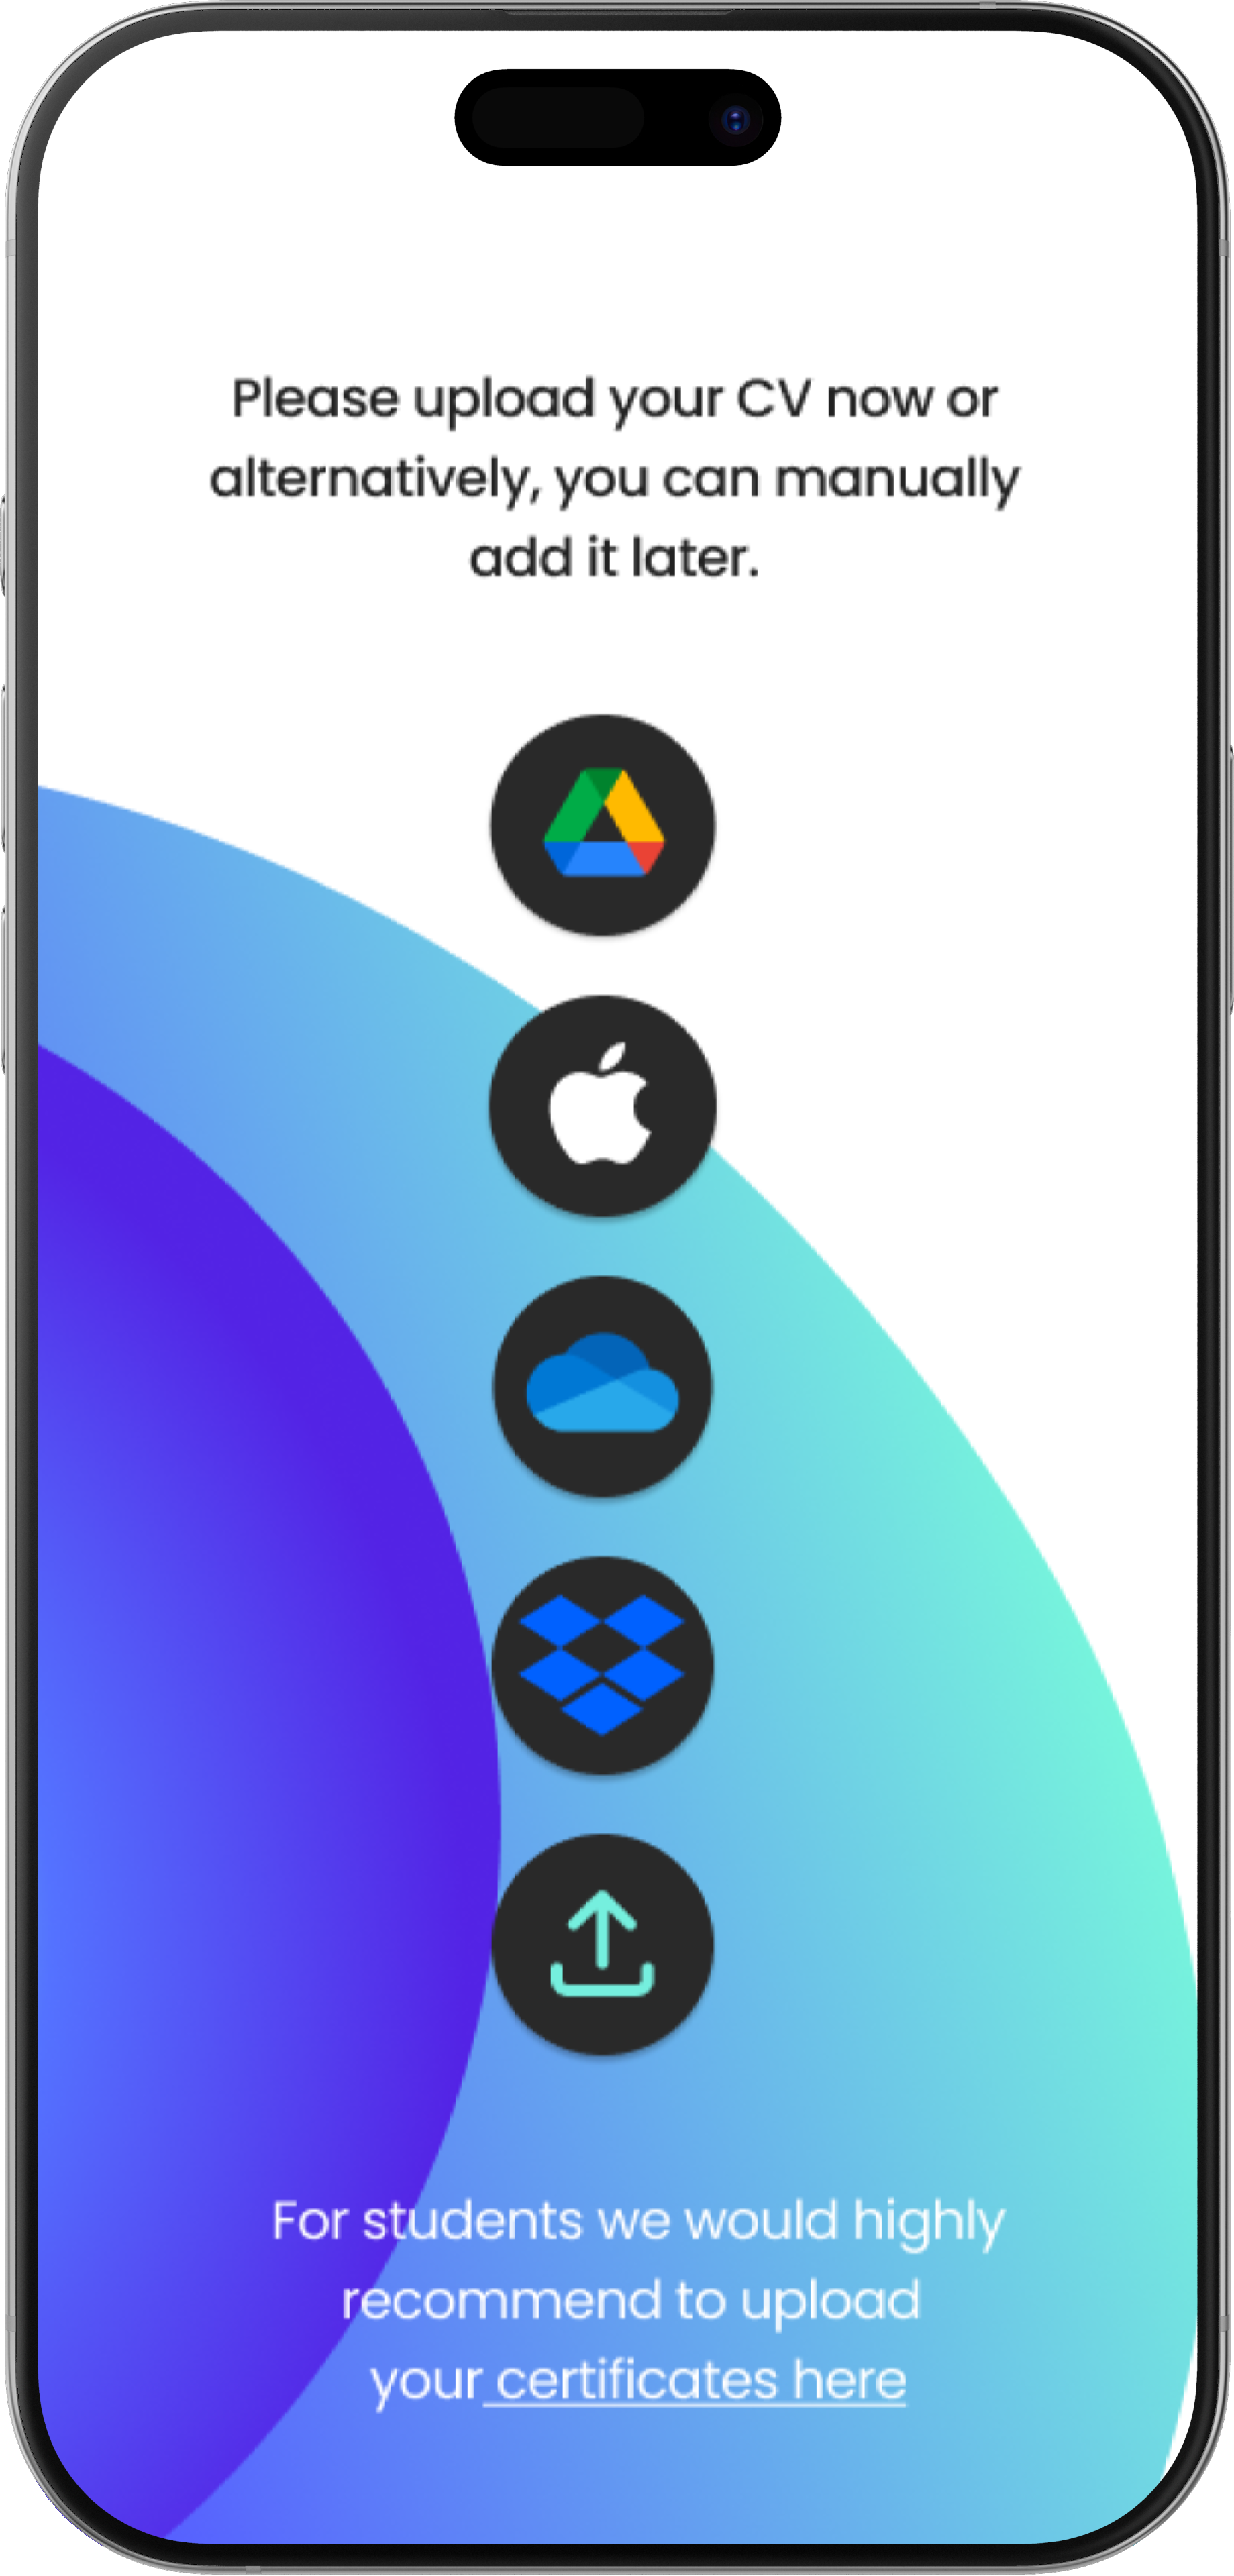 Please upload your CV now or
alternatively, you can manually
add it later.
For students we would highly
recommend to upload
your certificates here